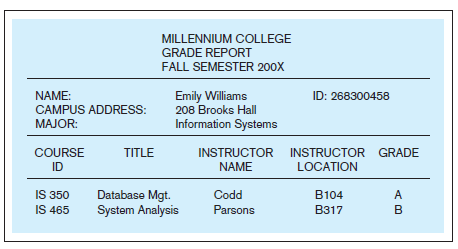 MILLENNIUM COLLEGE
GRADE REPORT
FALL SEMESTER 200X
NAME: Emily Williams ID: 268300458
CAMPUS ADDRESS: 208 Brooks Hall
MAJOR: Information Systems
COURSE TITLE INSTRUCTOR INSTRUCTOR GRADE
ID NAME LOCATION
IS 350 Database Mgt. Codd B104 A
IS 465 System Analysis Parsons B317 B